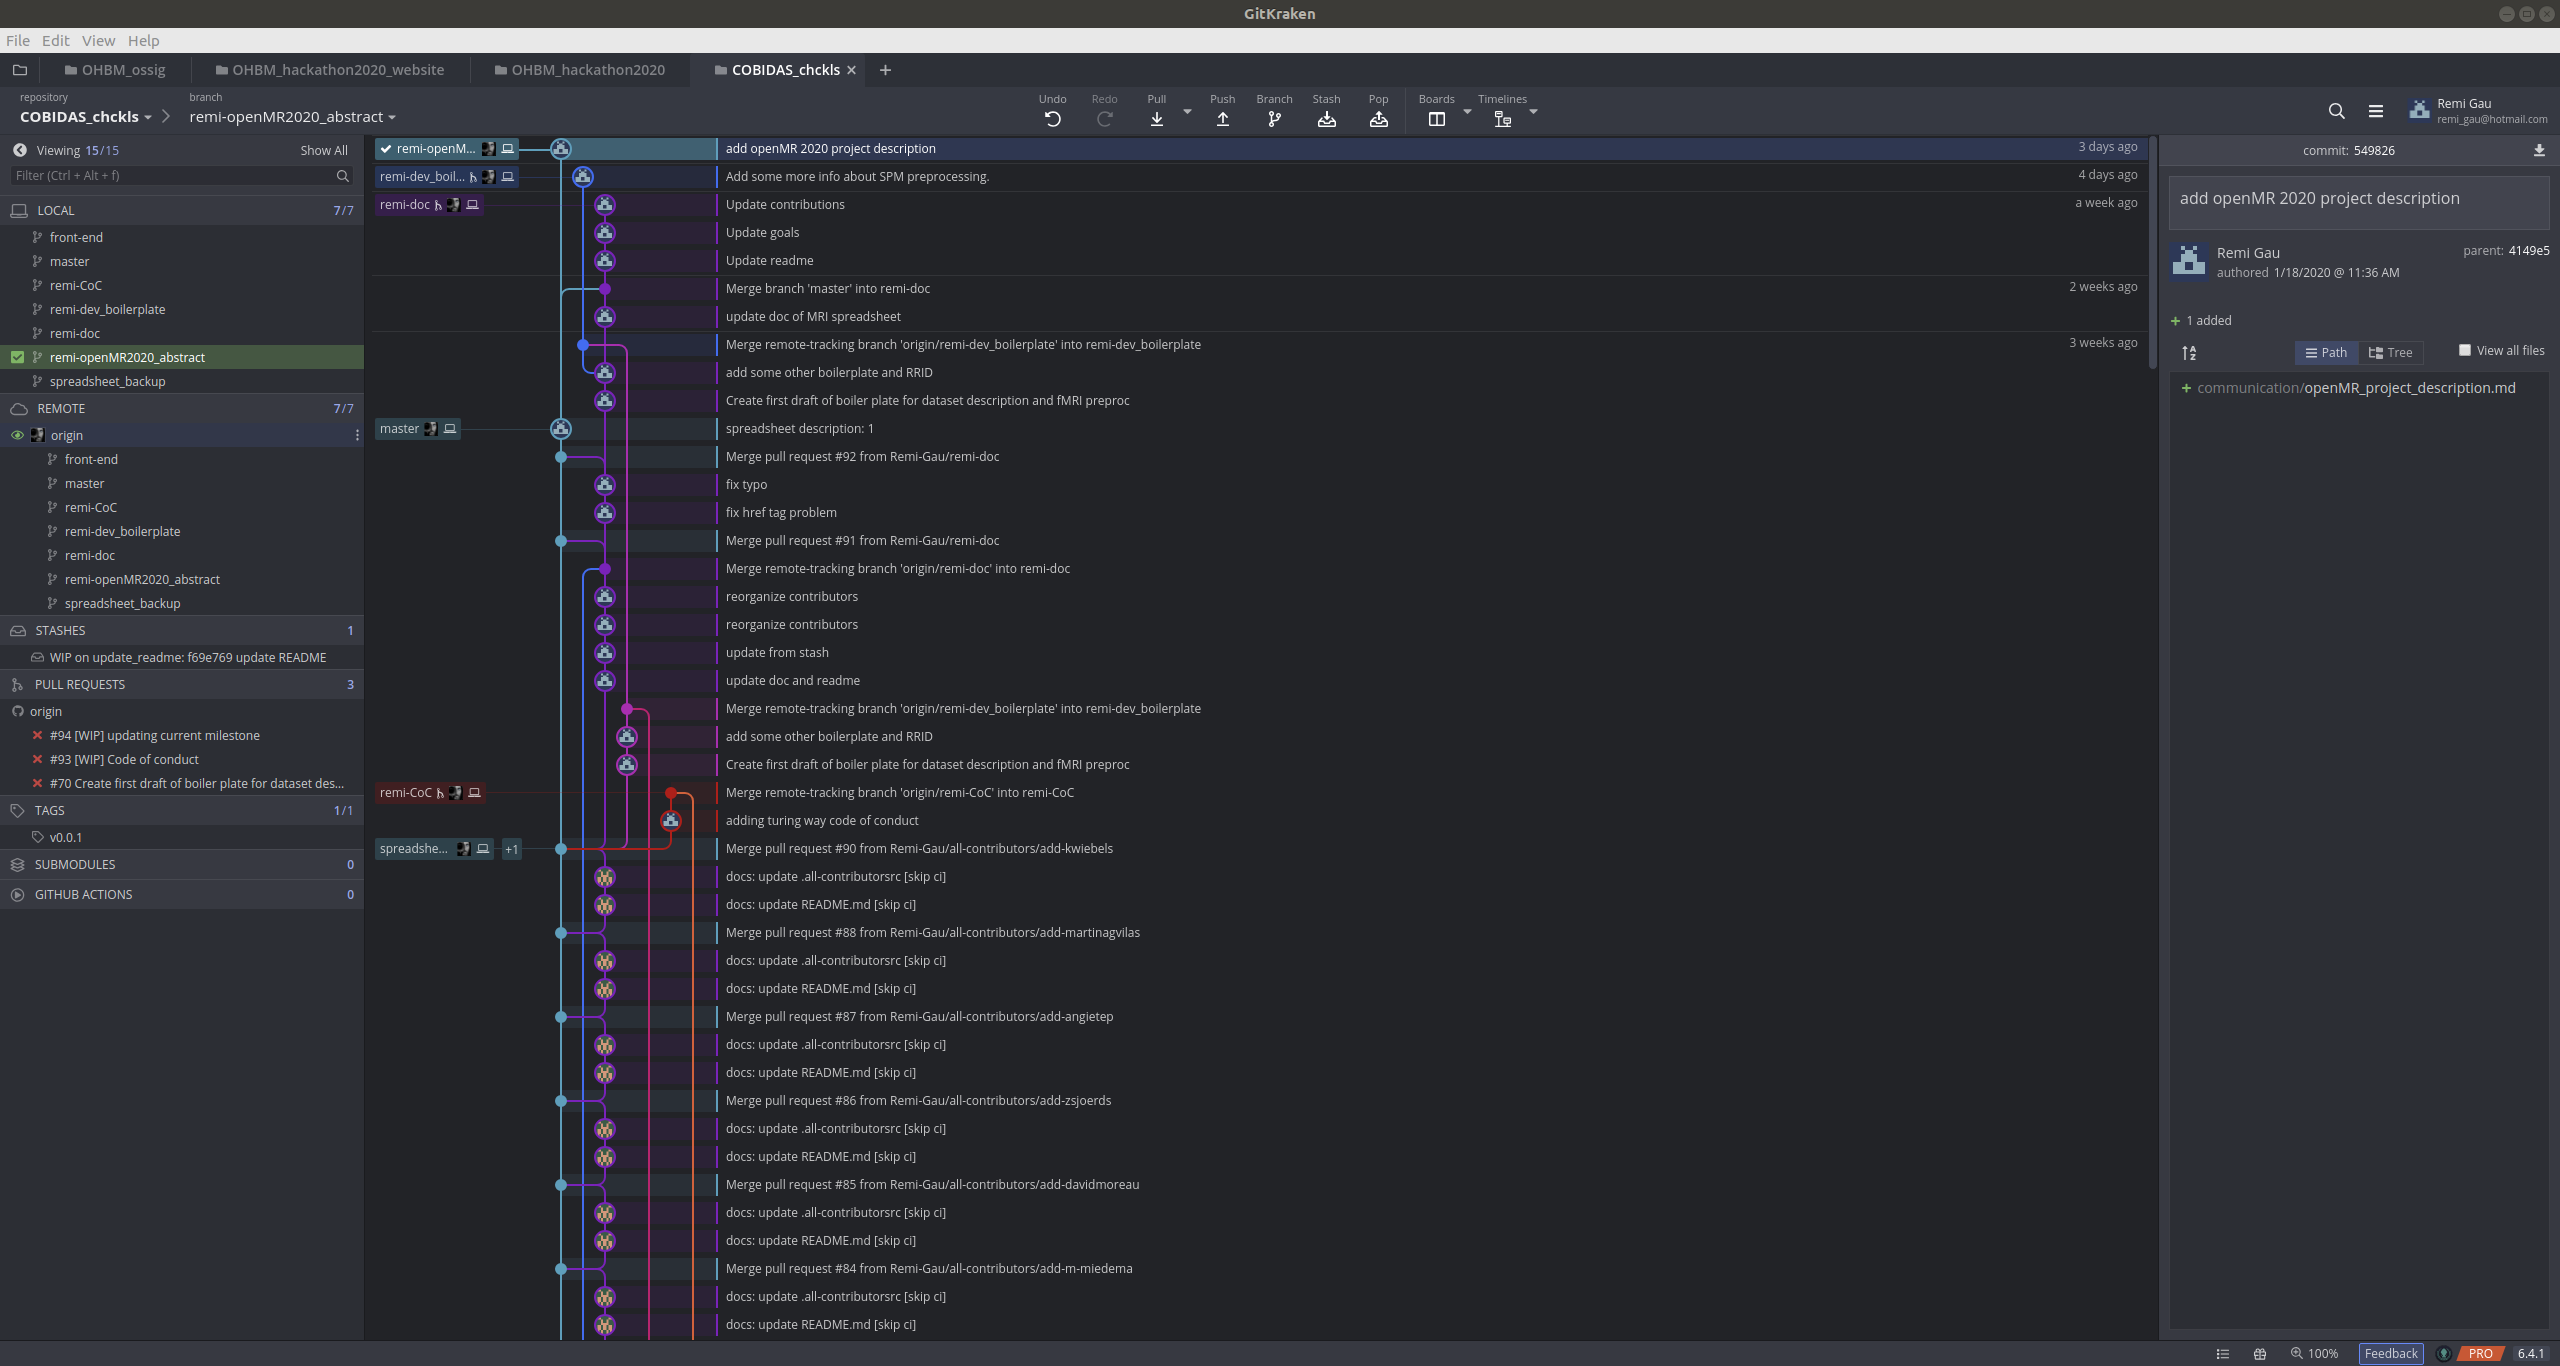 GitKraken
File Edit View Help
OHBM_ossig OHBM_hackathon2020_website OHBM_hackathon2020 COBIDAS_chckls
repository branch
COBIDAS_chckls remi-openMR2020_abstract
Undo Redo Pull Push Branch Stash Pop Boards Timelines
Remi Gau
remi_gau@hotmail.com
Viewing 15/15 Show All
Filter (Ctrl + Alt + f)
LOCAL 7/7
front-end
master
remi-CoC
remi-dev_boilerplate
remi-doc
remi-openMR2020_abstract
spreadsheet_backup
REMOTE 7/7
origin
front-end
master
remi-CoC
remi-dev_boilerplate
remi-doc
remi-openMR2020_abstract
spreadsheet_backup
STASHES 1
WIP on update_readme: f69e769 update README
PULL REQUESTS 3
origin
#94 [WIP] updating current milestone
#93 [WIP] Code of conduct
#70 Create first draft of boiler plate for dataset des...
TAGS 1/1
v0.0.1
SUBMODULES 0
GITHUB ACTIONS 0
remi-openM... add openMR 2020 project description 3 days ago
remi-dev_boil... Add some more info about SPM preprocessing. 4 days ago
remi-doc Update contributions a week ago
Update goals
Update readme
Merge branch 'master' into remi-doc 2 weeks ago
update doc of MRI spreadsheet
Merge remote-tracking branch 'origin/remi-dev_boilerplate' into remi-dev_boilerplate 3 weeks ago
add some other boilerplate and RRID
Create first draft of boiler plate for dataset description and fMRI preproc
master spreadsheet description: 1
Merge pull request #92 from Remi-Gau/remi-doc
fix typo
fix href tag problem
Merge pull request #91 from Remi-Gau/remi-doc
Merge remote-tracking branch 'origin/remi-doc' into remi-doc
reorganize contributors
reorganize contributors
update from stash
update doc and readme
Merge remote-tracking branch 'origin/remi-dev_boilerplate' into remi-dev_boilerplate
add some other boilerplate and RRID
Create first draft of boiler plate for dataset description and fMRI preproc
remi-CoC Merge remote-tracking branch 'origin/remi-CoC' into remi-CoC
adding turing way code of conduct
spreadshe... +1 Merge pull request #90 from Remi-Gau/all-contributors/add-kwiebels
docs: update .all-contributorsrc [skip ci]
docs: update README.md [skip ci]
Merge pull request #88 from Remi-Gau/all-contributors/add-martinagvilas
docs: update .all-contributorsrc [skip ci]
docs: update README.md [skip ci]
Merge pull request #87 from Remi-Gau/all-contributors/add-angietep
docs: update .all-contributorsrc [skip ci]
docs: update README.md [skip ci]
Merge pull request #86 from Remi-Gau/all-contributors/add-zsjoerds
docs: update .all-contributorsrc [skip ci]
docs: update README.md [skip ci]
Merge pull request #85 from Remi-Gau/all-contributors/add-davidmoreau
docs: update .all-contributorsrc [skip ci]
docs: update README.md [skip ci]
Merge pull request #84 from Remi-Gau/all-contributors/add-m-miedema
docs: update .all-contributorsrc [skip ci]
docs: update README.md [skip ci]
commit: 549826
add openMR 2020 project description
Remi Gau parent: 4149e5
authored 1/18/2020 @ 11:36 AM
1 added
Path Tree View all files
communication/openMR_project_description.md
100% Feedback PRO 6.4.1